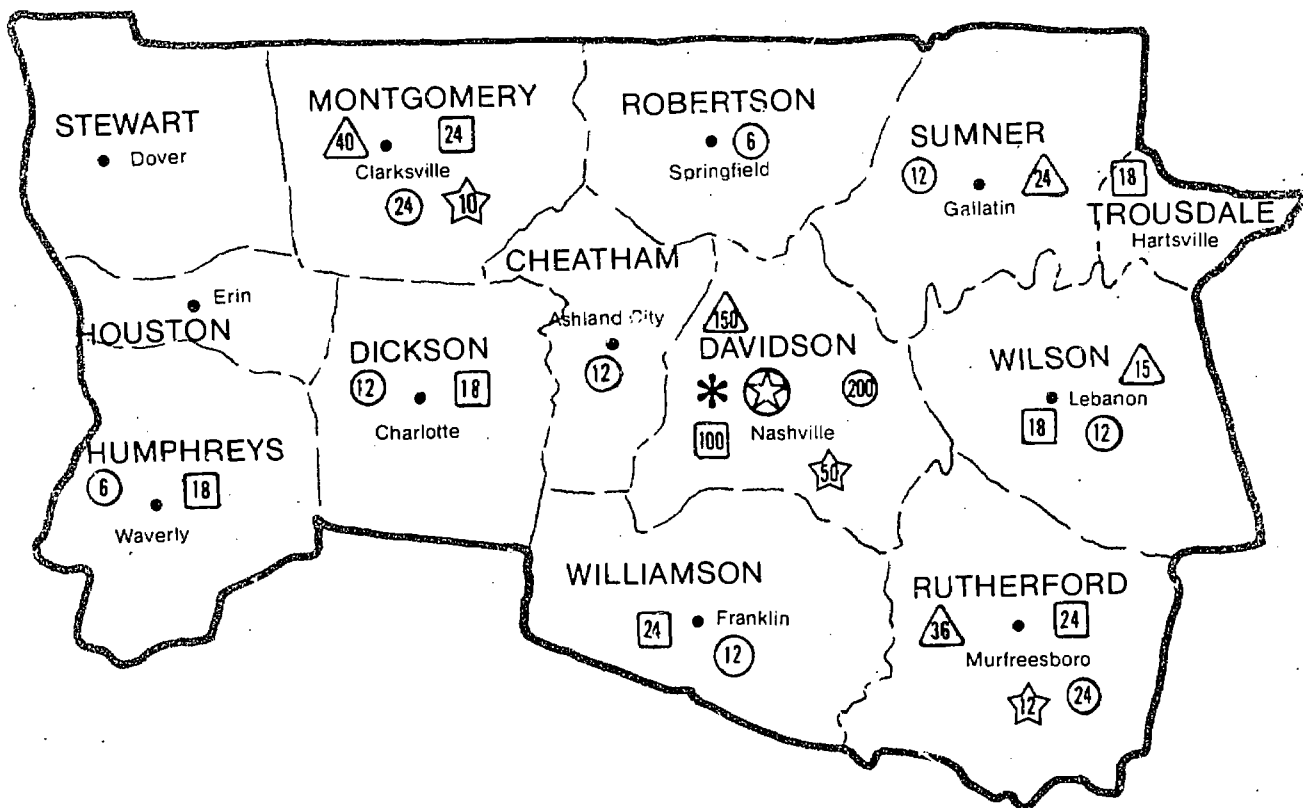 STEWART
Dover
MONTGOMERY
40
24
Clarksville
24
10
ROBERTSON
6
Springfield
SUMNER
12
24
Gallatin
18
TROUSDALE
Hartsville
CHEATHAM
Ashland City
12
Erin
HOUSTON
DICKSON
12
18
Charlotte
150
DAVIDSON
* 200
100
Nashville
50
WILSON
15
Lebanon
18
12
HUMPHREYS
6
18
Waverly
WILLIAMSON
24
Franklin
12
RUTHERFORD
36
24
Murfreesboro
12
24